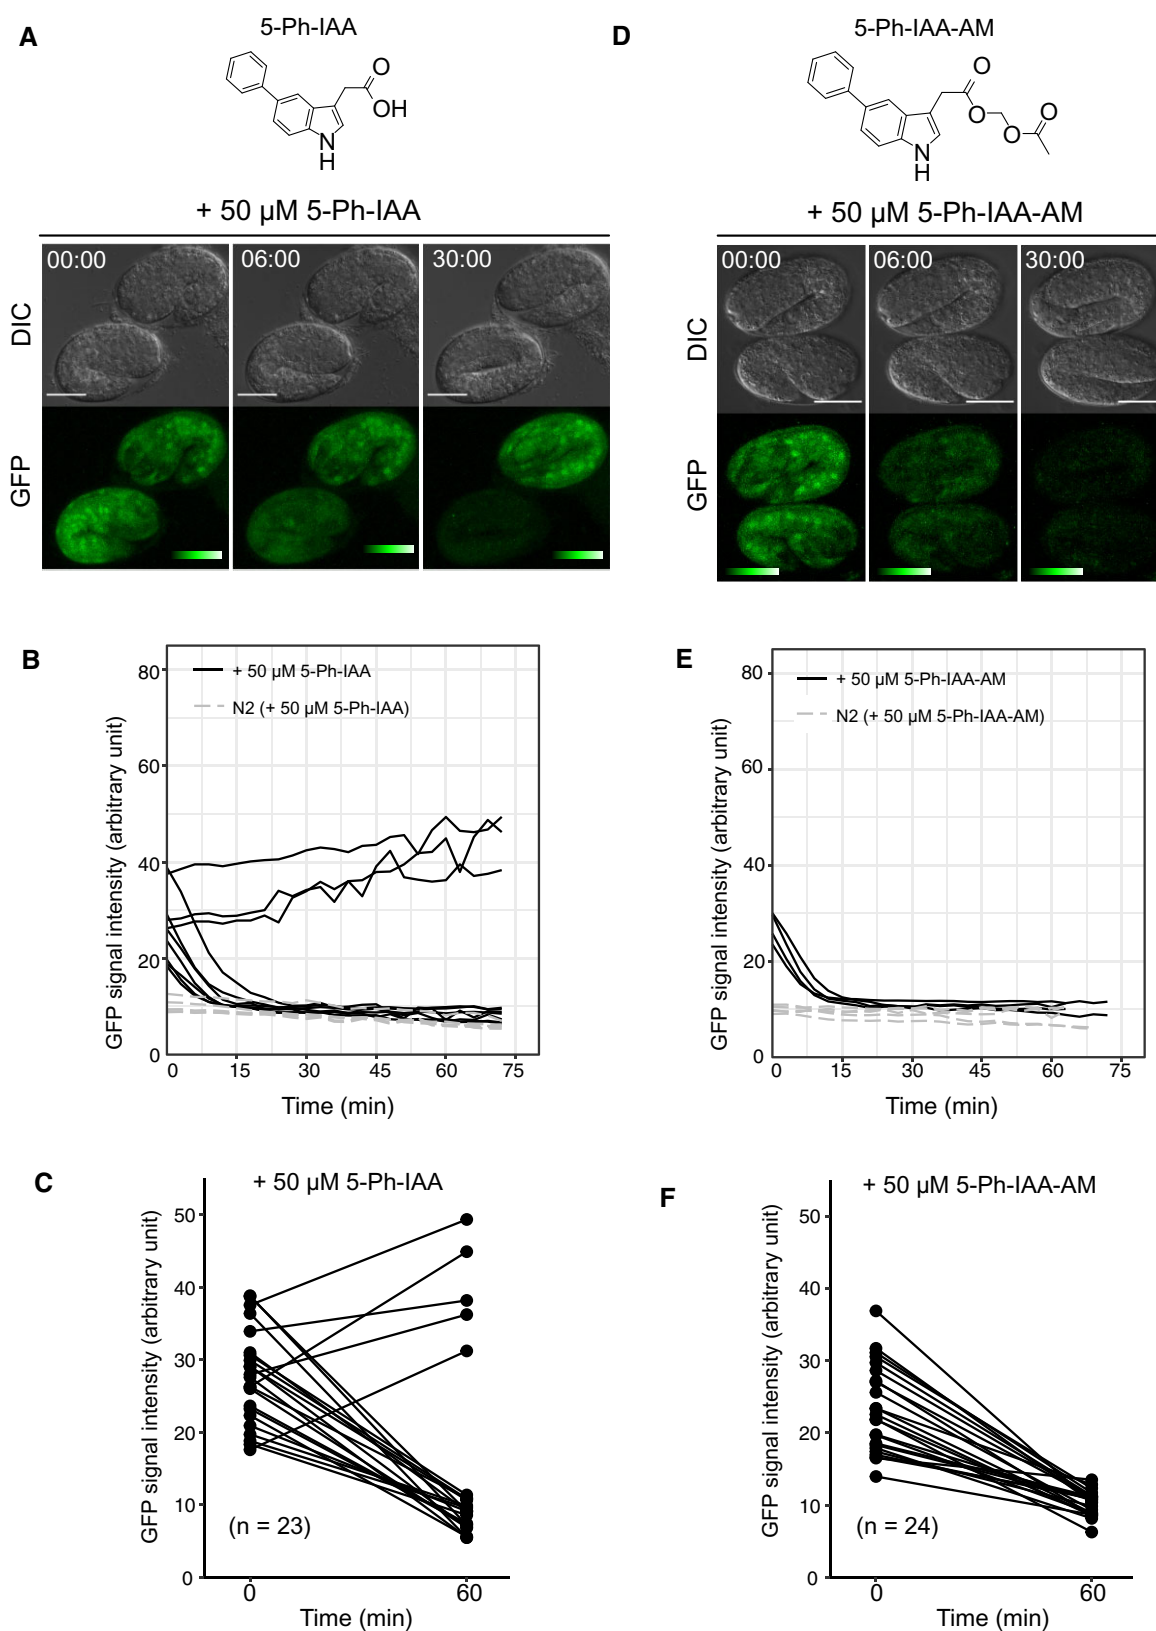 A
5-Ph-IAA
O
OH
N
H
+ 50 µM 5-Ph-IAA
00:00
06:00
30:00
DIC
GFP
D
5-Ph-IAA-AM
O
O
O
O
N
H
+ 50 µM 5-Ph-IAA-AM
00:00
06:00
30:00
DIC
GFP
B
+ 50 µM 5-Ph-IAA
N2 (+ 50 µM 5-Ph-IAA)
GFP signal intensity (arbitrary unit)
80
60
40
20
0
0 15 30 45 60 75
Time (min)
E
+ 50 µM 5-Ph-IAA-AM
N2 (+ 50 µM 5-Ph-IAA-AM)
GFP signal intensity (arbitrary unit)
80
60
40
20
0
0 15 30 45 60 75
Time (min)
C
+ 50 µM 5-Ph-IAA
GFP signal intensity (arbitrary unit)
50
40
30
20
10
0
(n = 23)
0 60
Time (min)
F
+ 50 µM 5-Ph-IAA-AM
GFP signal intensity (arbitrary unit)
50
40
30
20
10
0
(n = 24)
0 60
Time (min)